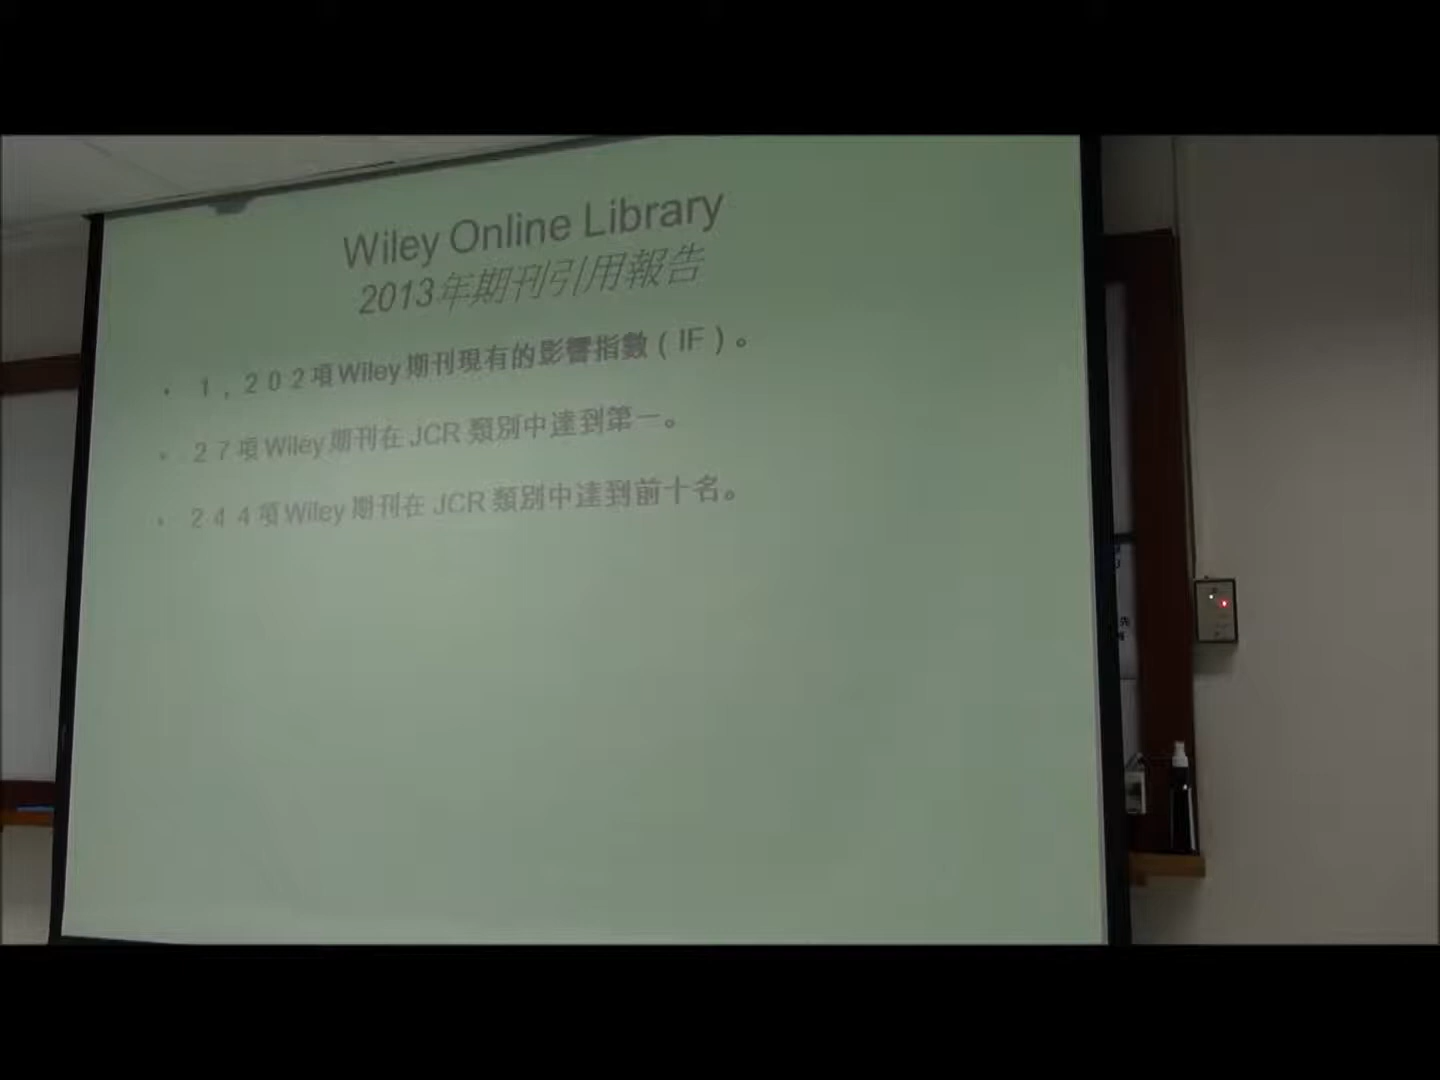 Wiley Online Library
2013年期刊引用報告
• 1，202項Wiley期刊現有的影響指數（IF）。
• 27項Wiley期刊在JCR類別中達到第一。
• 244項Wiley期刊在JCR類別中達到前十名。
先